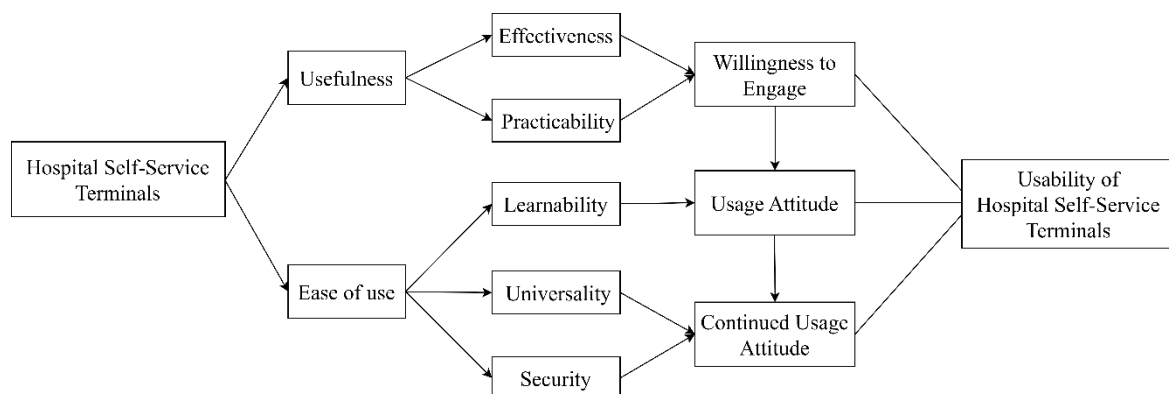 Hospital Self-Service
Terminals
Usefulness
Ease of use
Effectiveness
Practicability
Learnability
Universality
Security
Willingness to
Engage
Usage Attitude
Continued Usage
Attitude
Usability of
Hospital Self-Service
Terminals